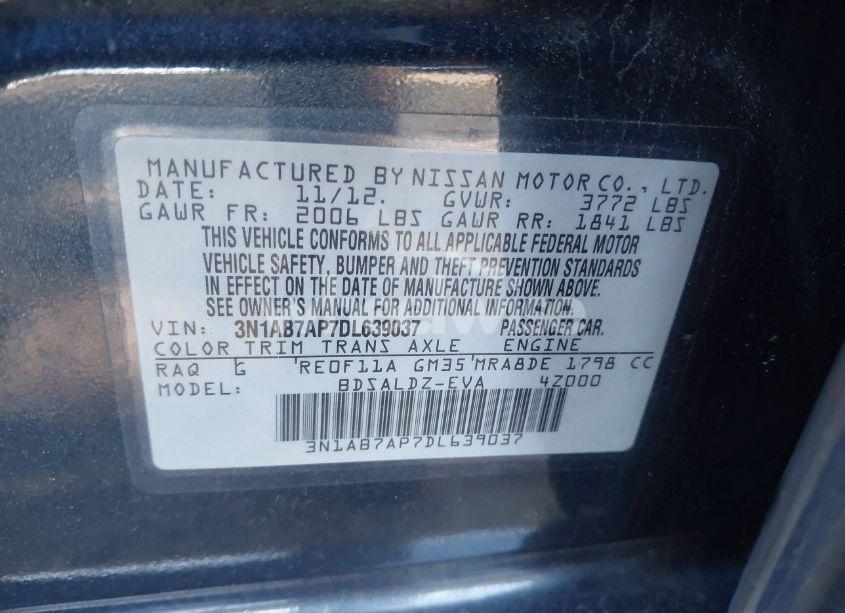 MANUFACTURED BY NISSAN MOTOR CO., LTD.
DATE: 11/12. GVWR: 3772 LBS
GAWR FR: 2006 LBS GAWR RR: 1841 LBS
THIS VEHICLE CONFORMS TO ALL APPLICABLE FEDERAL MOTOR
VEHICLE SAFETY, BUMPER AND THEFT PREVENTION STANDARDS
IN EFFECT ON THE DATE OF MANUFACTURE SHOWN ABOVE.
SEE OWNER'S MANUAL FOR ADDITIONAL INFORMATION.
VIN: 3N1AB7AP7DL639037 PASSENGER CAR.
COLOR TRIM TRANS AXLE ENGINE
RAQ G 'RE0F11A GM35'MRA8DE 1798 CC
BDSALDZ-EVA 4Z000
3N1AB7AP7DL639037